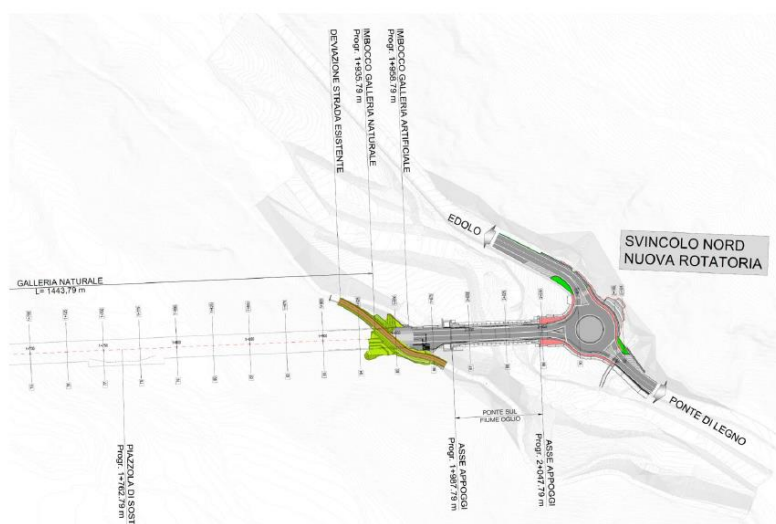 DEVIAZIONE STRADA ESISTENTE
IMBOCCO GALLERIA NATURALE
Progr. 1+935.79 m
IMBOCCO GALLERIA ARTIFICIALE
Progr. 1+958.79 m
EDOLO
SVINCOLO NORD
NUOVA ROTATORIA
GALLERIA NATURALE
L= 1443,79 m
PONTE SUL
FIUME OGLIO
PONTE DI LEGNO
PIAZZOLA DI SOST
Progr. 1+762.79 m
ASSE APPOGGI
Progr. 1+987.79 m
ASSE APPOGGI
Progr. 2+047.79 m